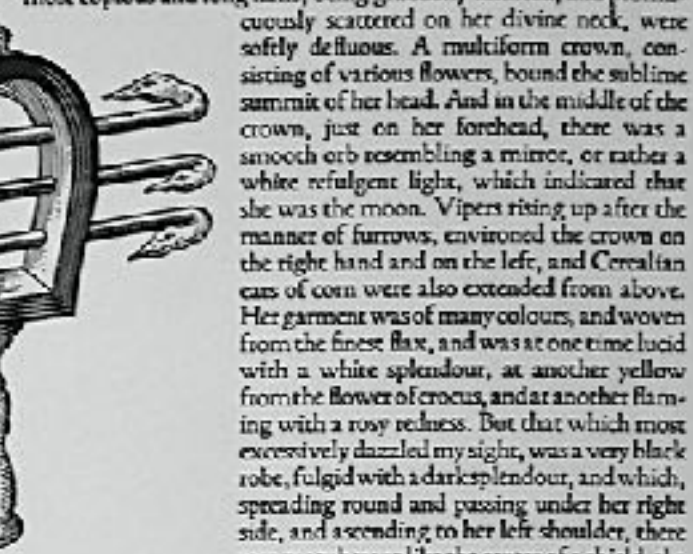 most copious and long hairs, being gradually
cuously scattered on her divine neck, were
softly defluous. A multiform crown, con-
sisting of various flowers, bound the sublime
summit of her head. And in the middle of the
crown, just on her forehead, there was a
smooth orb resembling a mirror, or rather a
white refulgent light, which indicated that
she was the moon. Vipers rising up after the
manner of furrows, environed the crown on
the right hand and on the left, and Cerealian
ears of corn were also extended from above.
Her garment was of many colours, and woven
from the finest flax, and was at one time lucid
with a white splendour, at another yellow
from the flower of crocus, and at another flam-
ing with a rosy redness. But that which most
excessively dazzled my sight, was a very black
robe, fulgid with a dark splendour, and which,
spreading round and passing under her right
side, and ascending to her left shoulder, there